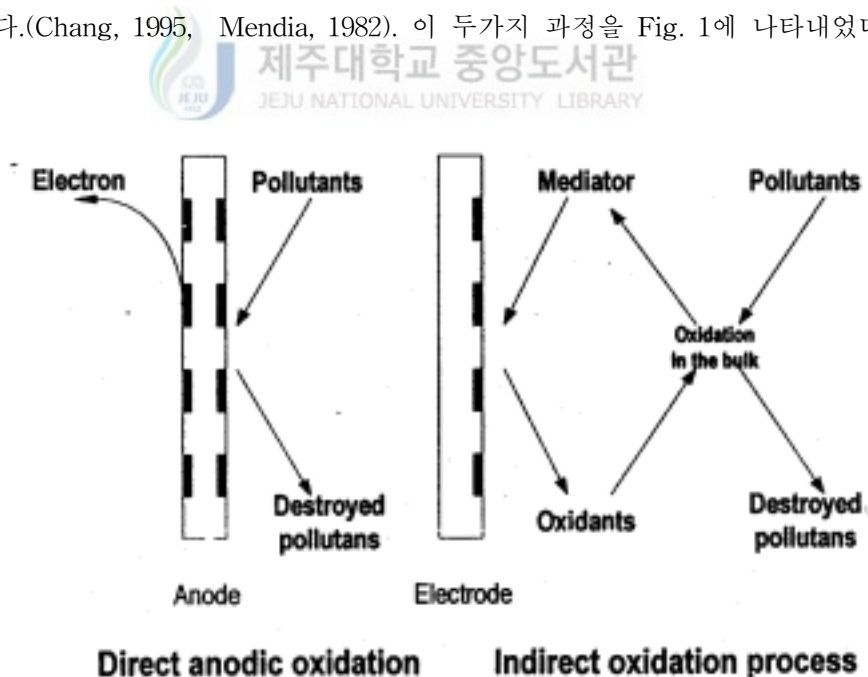 다.(Chang, 1995, Mendia, 1982). 이 두가지 과정을 Fig. 1에 나타내었다
제주대학교 중앙도서관
JEJU NATIONAL UNIVERSITY LIBRARY
JEJU
1952
Electron
Pollutants
Destroyed
pollutans
Anode
Direct anodic oxidation
Mediator
Pollutants
Oxidation
in the bulk
Oxidants
Destroyed
pollutans
Electrode
Indirect oxidation process